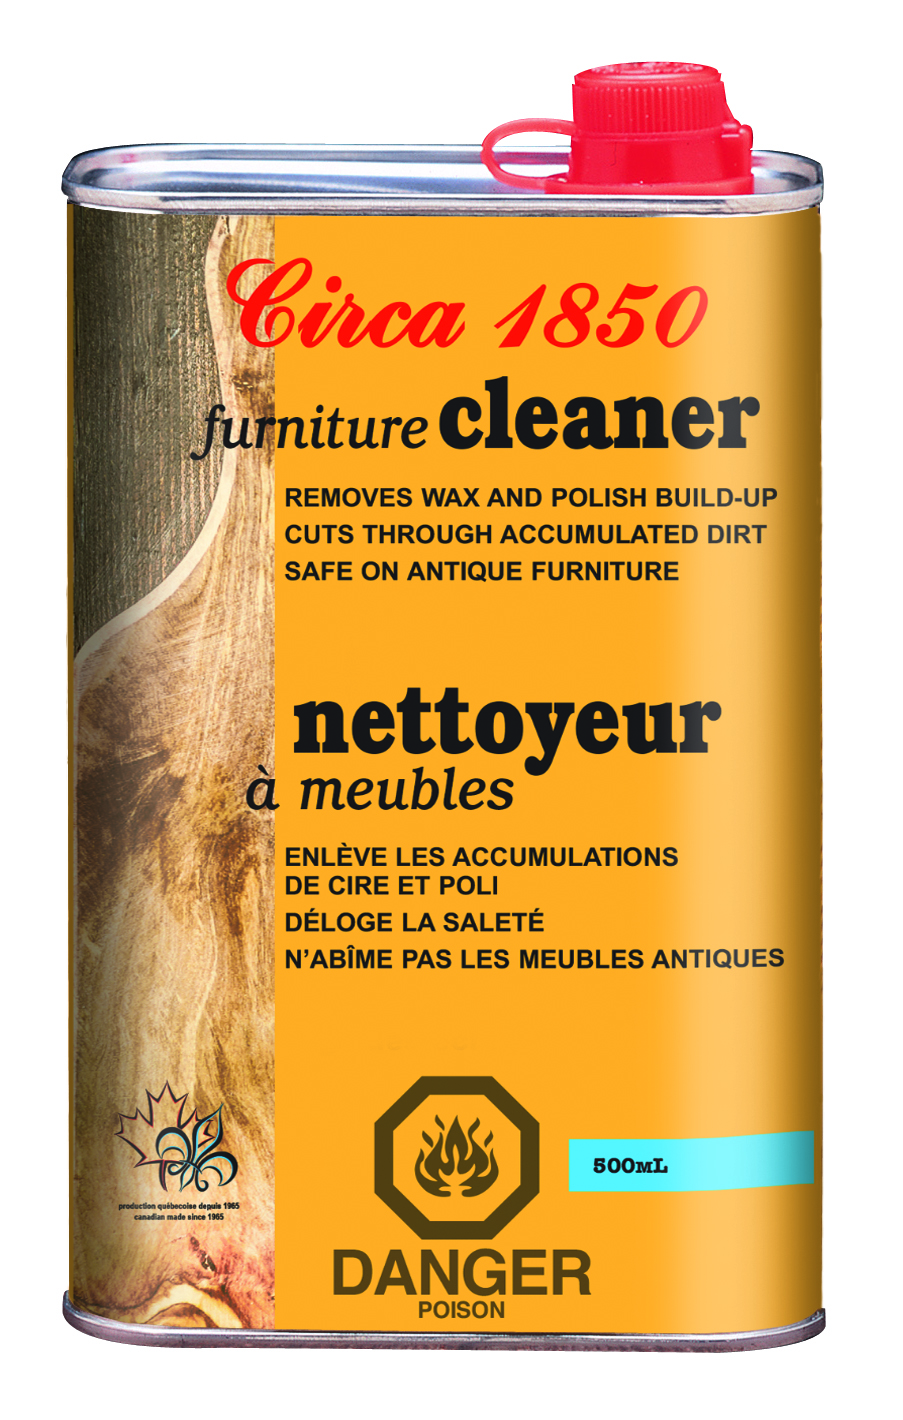 Circa 1850
furniture cleaner
REMOVES WAX AND POLISH BUILD-UP
CUTS THROUGH ACCUMULATED DIRT
SAFE ON ANTIQUE FURNITURE
nettoyeur
à meubles
ENLÈVE LES ACCUMULATIONS
DE CIRE ET POLI
DÉLOGE LA SALETÉ
N'ABÎME PAS LES MEUBLES ANTIQUES
production québecoise depuis 1965
canadian made since 1965
500mL
DANGER
POISON